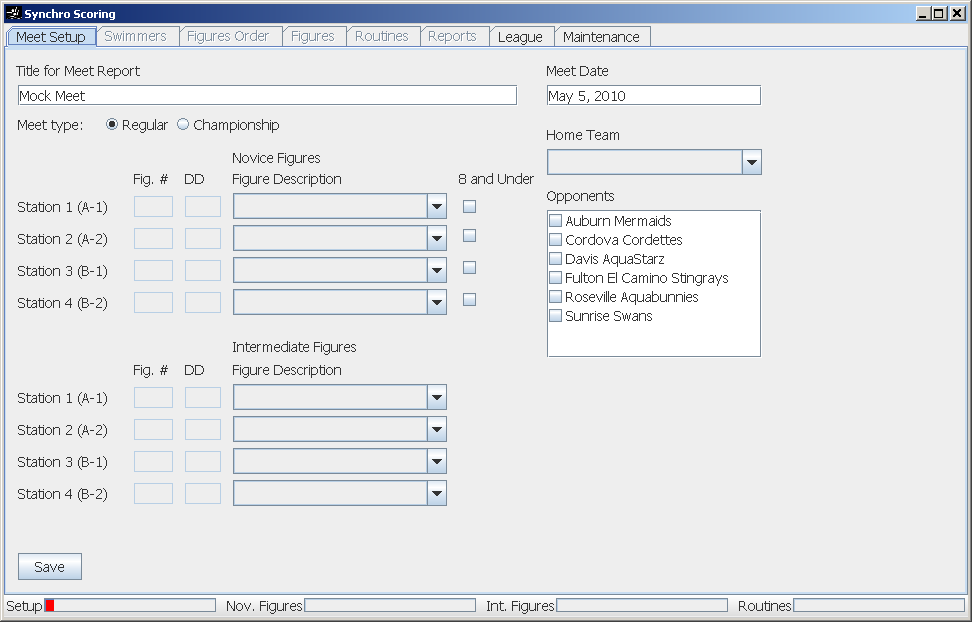 Synchro Scoring
Meet Setup Swimmers Figures Order Figures Routines Reports League Maintenance
Title for Meet Report
Mock Meet
Meet Date
May 5, 2010
Meet type: Regular Championship
Home Team
Novice Figures
Fig. # DD Figure Description 8 and Under
Station 1 (A-1)
Station 2 (A-2)
Station 3 (B-1)
Station 4 (B-2)
Opponents
Auburn Mermaids
Cordova Cordettes
Davis AquaStarz
Fulton El Camino Stingrays
Roseville Aquabunnies
Sunrise Swans
Intermediate Figures
Fig. # DD Figure Description
Station 1 (A-1)
Station 2 (A-2)
Station 3 (B-1)
Station 4 (B-2)
Save
Setup Nov. Figures Int. Figures Routines